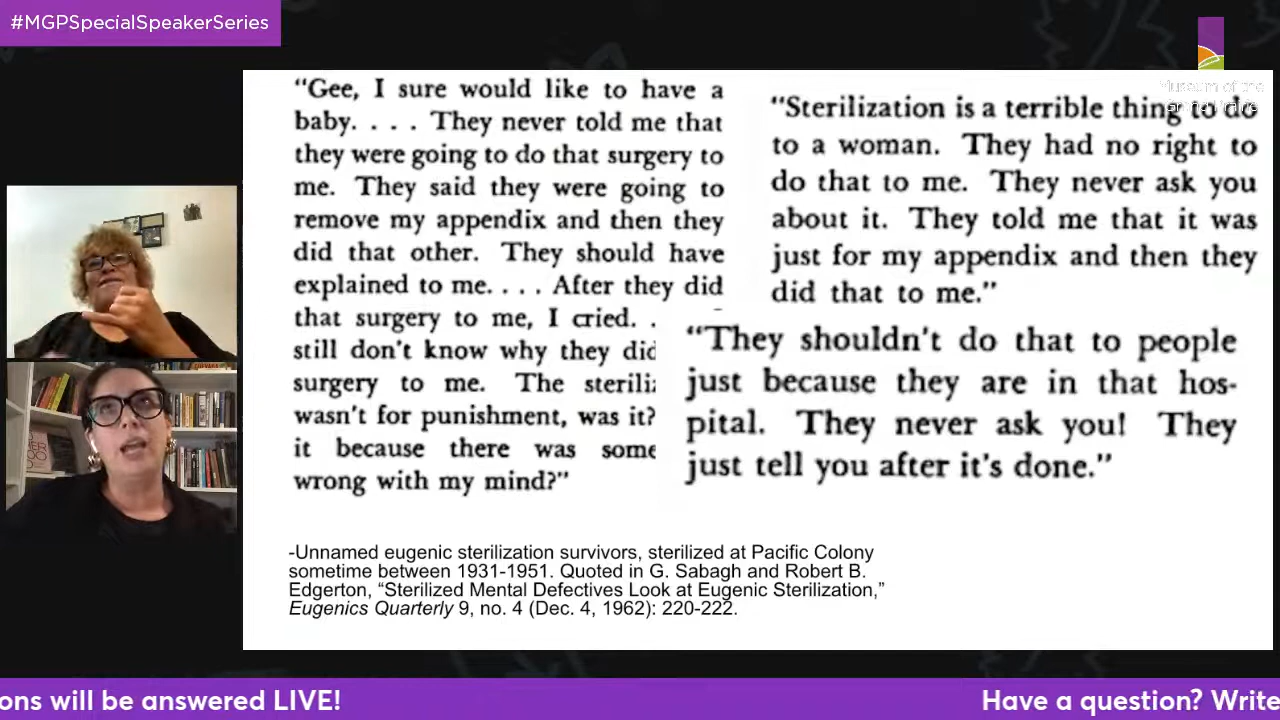 #MGPSpecialSpeakerSeries
Museum of the
Grand Prairie
“Gee, I sure would like to have a
baby. . . . They never told me that
they were going to do that surgery to
me. They said they were going to
remove my appendix and then they
did that other. They should have
explained to me. . . . After they did
that surgery to me, I cried. .
still don't know why they did
surgery to me. The steriliz
wasn't for punishment, was it?
it because there was some
wrong with my mind?”
“Sterilization is a terrible thing to do
to a woman. They had no right to
do that to me. They never ask you
about it. They told me that it was
just for my appendix and then they
did that to me.”
“They shouldn't do that to people
just because they are in that hos-
pital. They never ask you! They
just tell you after it's done.”
-Unnamed eugenic sterilization survivors, sterilized at Pacific Colony
sometime between 1931-1951. Quoted in G. Sabagh and Robert B.
Edgerton, “Sterilized Mental Defectives Look at Eugenic Sterilization,”
Eugenics Quarterly 9, no. 4 (Dec. 4, 1962): 220-222.
ons will be answered LIVE!
Have a question? Write